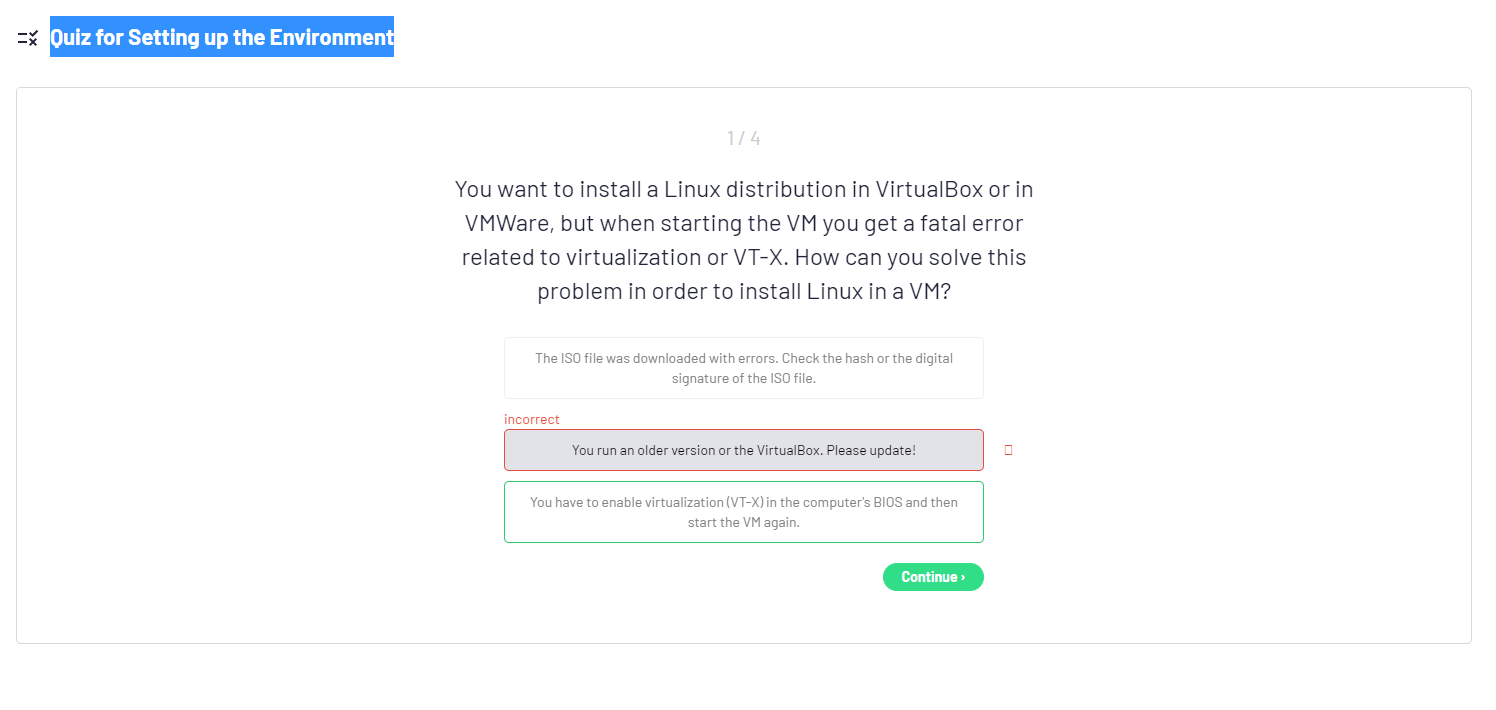 Quiz for Setting up the Environment
1 / 4
You want to install a Linux distribution in VirtualBox or in
VMWare, but when starting the VM you get a fatal error
related to virtualization or VT-X. How can you solve this
problem in order to install Linux in a VM?
The ISO file was downloaded with errors. Check the hash or the digital
signature of the ISO file.
incorrect
You run an older version or the VirtualBox. Please update!
You have to enable virtualization (VT-X) in the computer's BIOS and then
start the VM again.
Continue ›